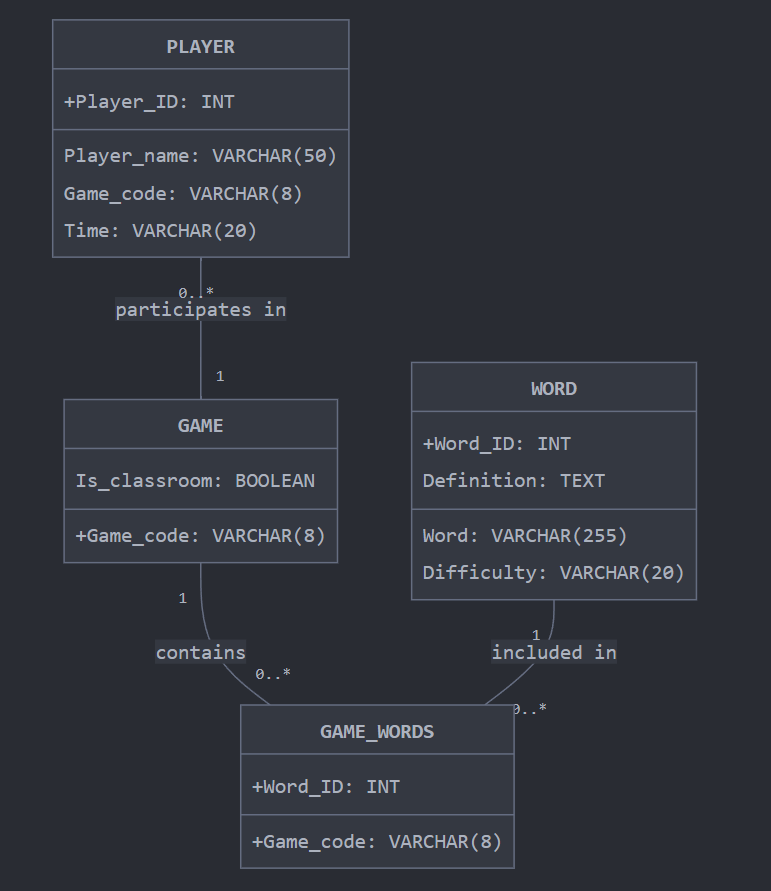 PLAYER
+Player_ID: INT
Player_name: VARCHAR(50)
Game_code: VARCHAR(8)
Time: VARCHAR(20)
0..*
participates in
1
GAME
Is_classroom: BOOLEAN
+Game_code: VARCHAR(8)
WORD
+Word_ID: INT
Definition: TEXT
Word: VARCHAR(255)
Difficulty: VARCHAR(20)
1
contains
0..*
1
included in
0..*
GAME_WORDS
+Word_ID: INT
+Game_code: VARCHAR(8)